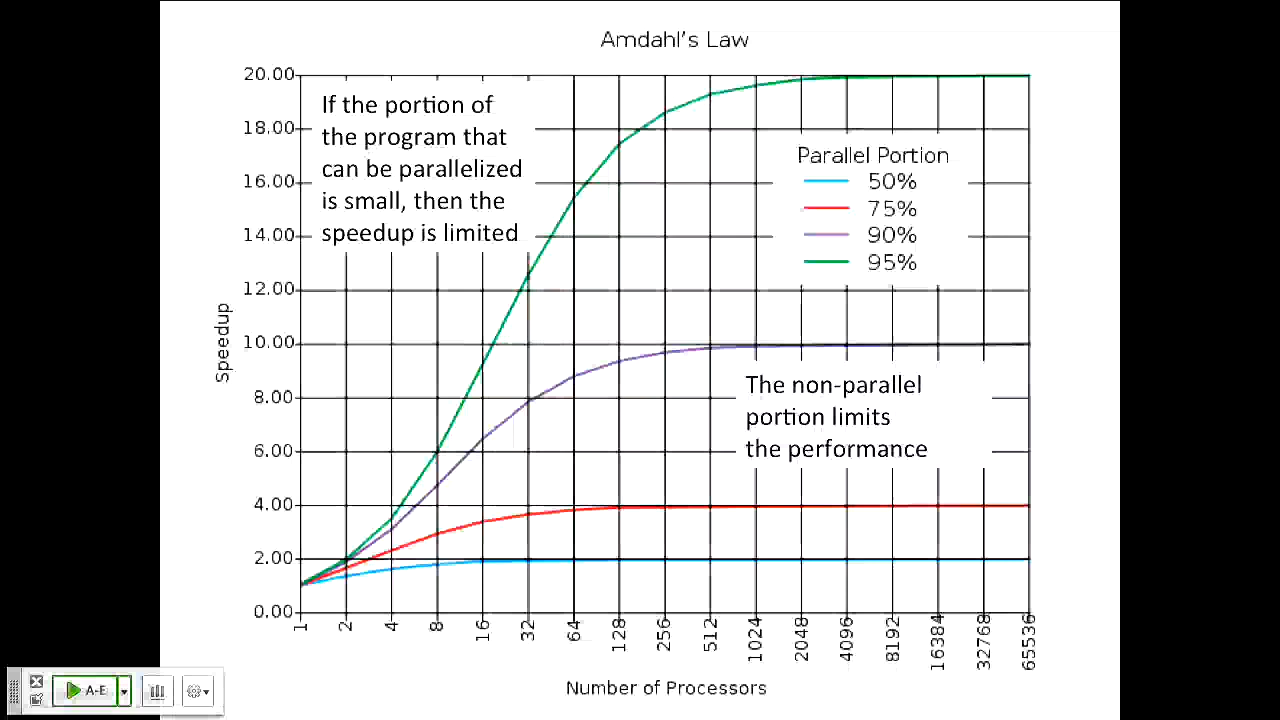 Amdahl's Law
20.00
18.00
16.00
14.00
12.00
10.00
8.00
6.00
4.00
2.00
0.00
Speedup
If the portion of
the program that
can be parallelized
is small, then the
speedup is limited
Parallel Portion
50%
75%
90%
95%
The non-parallel
portion limits
the performance
1
2
4
8
16
32
64
128
256
512
1024
2048
4096
8192
16384
32768
65536
Number of Processors
A-E